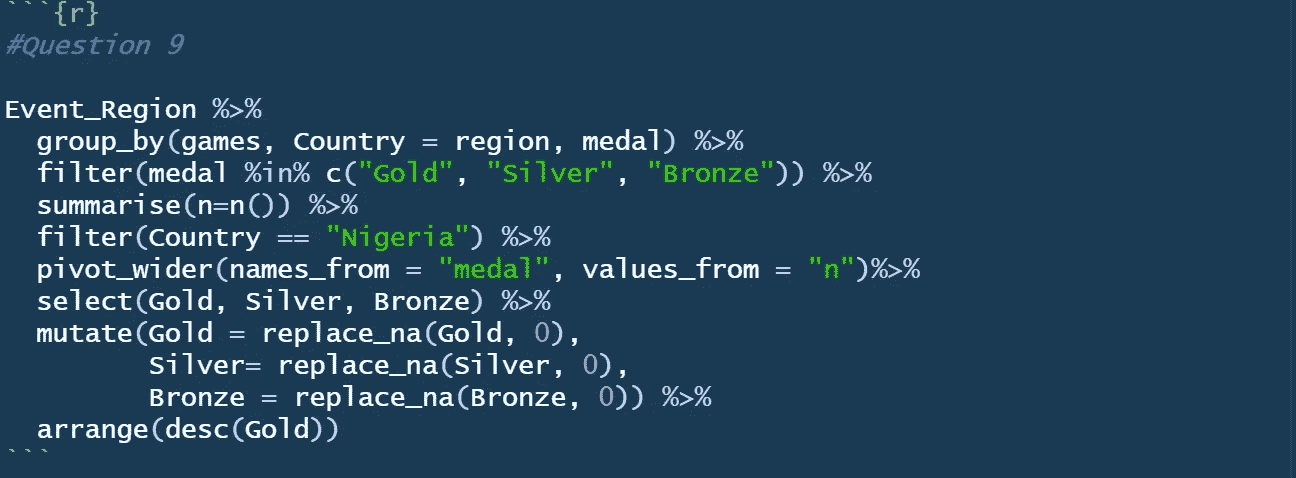 ```{r}
#Question 9
Event_Region %>%
group_by(games, Country = region, medal) %>%
filter(medal %in% c("Gold", "Silver", "Bronze")) %>%
summarise(n=n()) %>%
filter(Country == "Nigeria") %>%
pivot_wider(names_from = "medal", values_from = "n")%>%
select(Gold, Silver, Bronze) %>%
mutate(Gold = replace_na(Gold, 0),
Silver= replace_na(Silver, 0),
Bronze = replace_na(Bronze, 0)) %>%
arrange(desc(Gold))
```